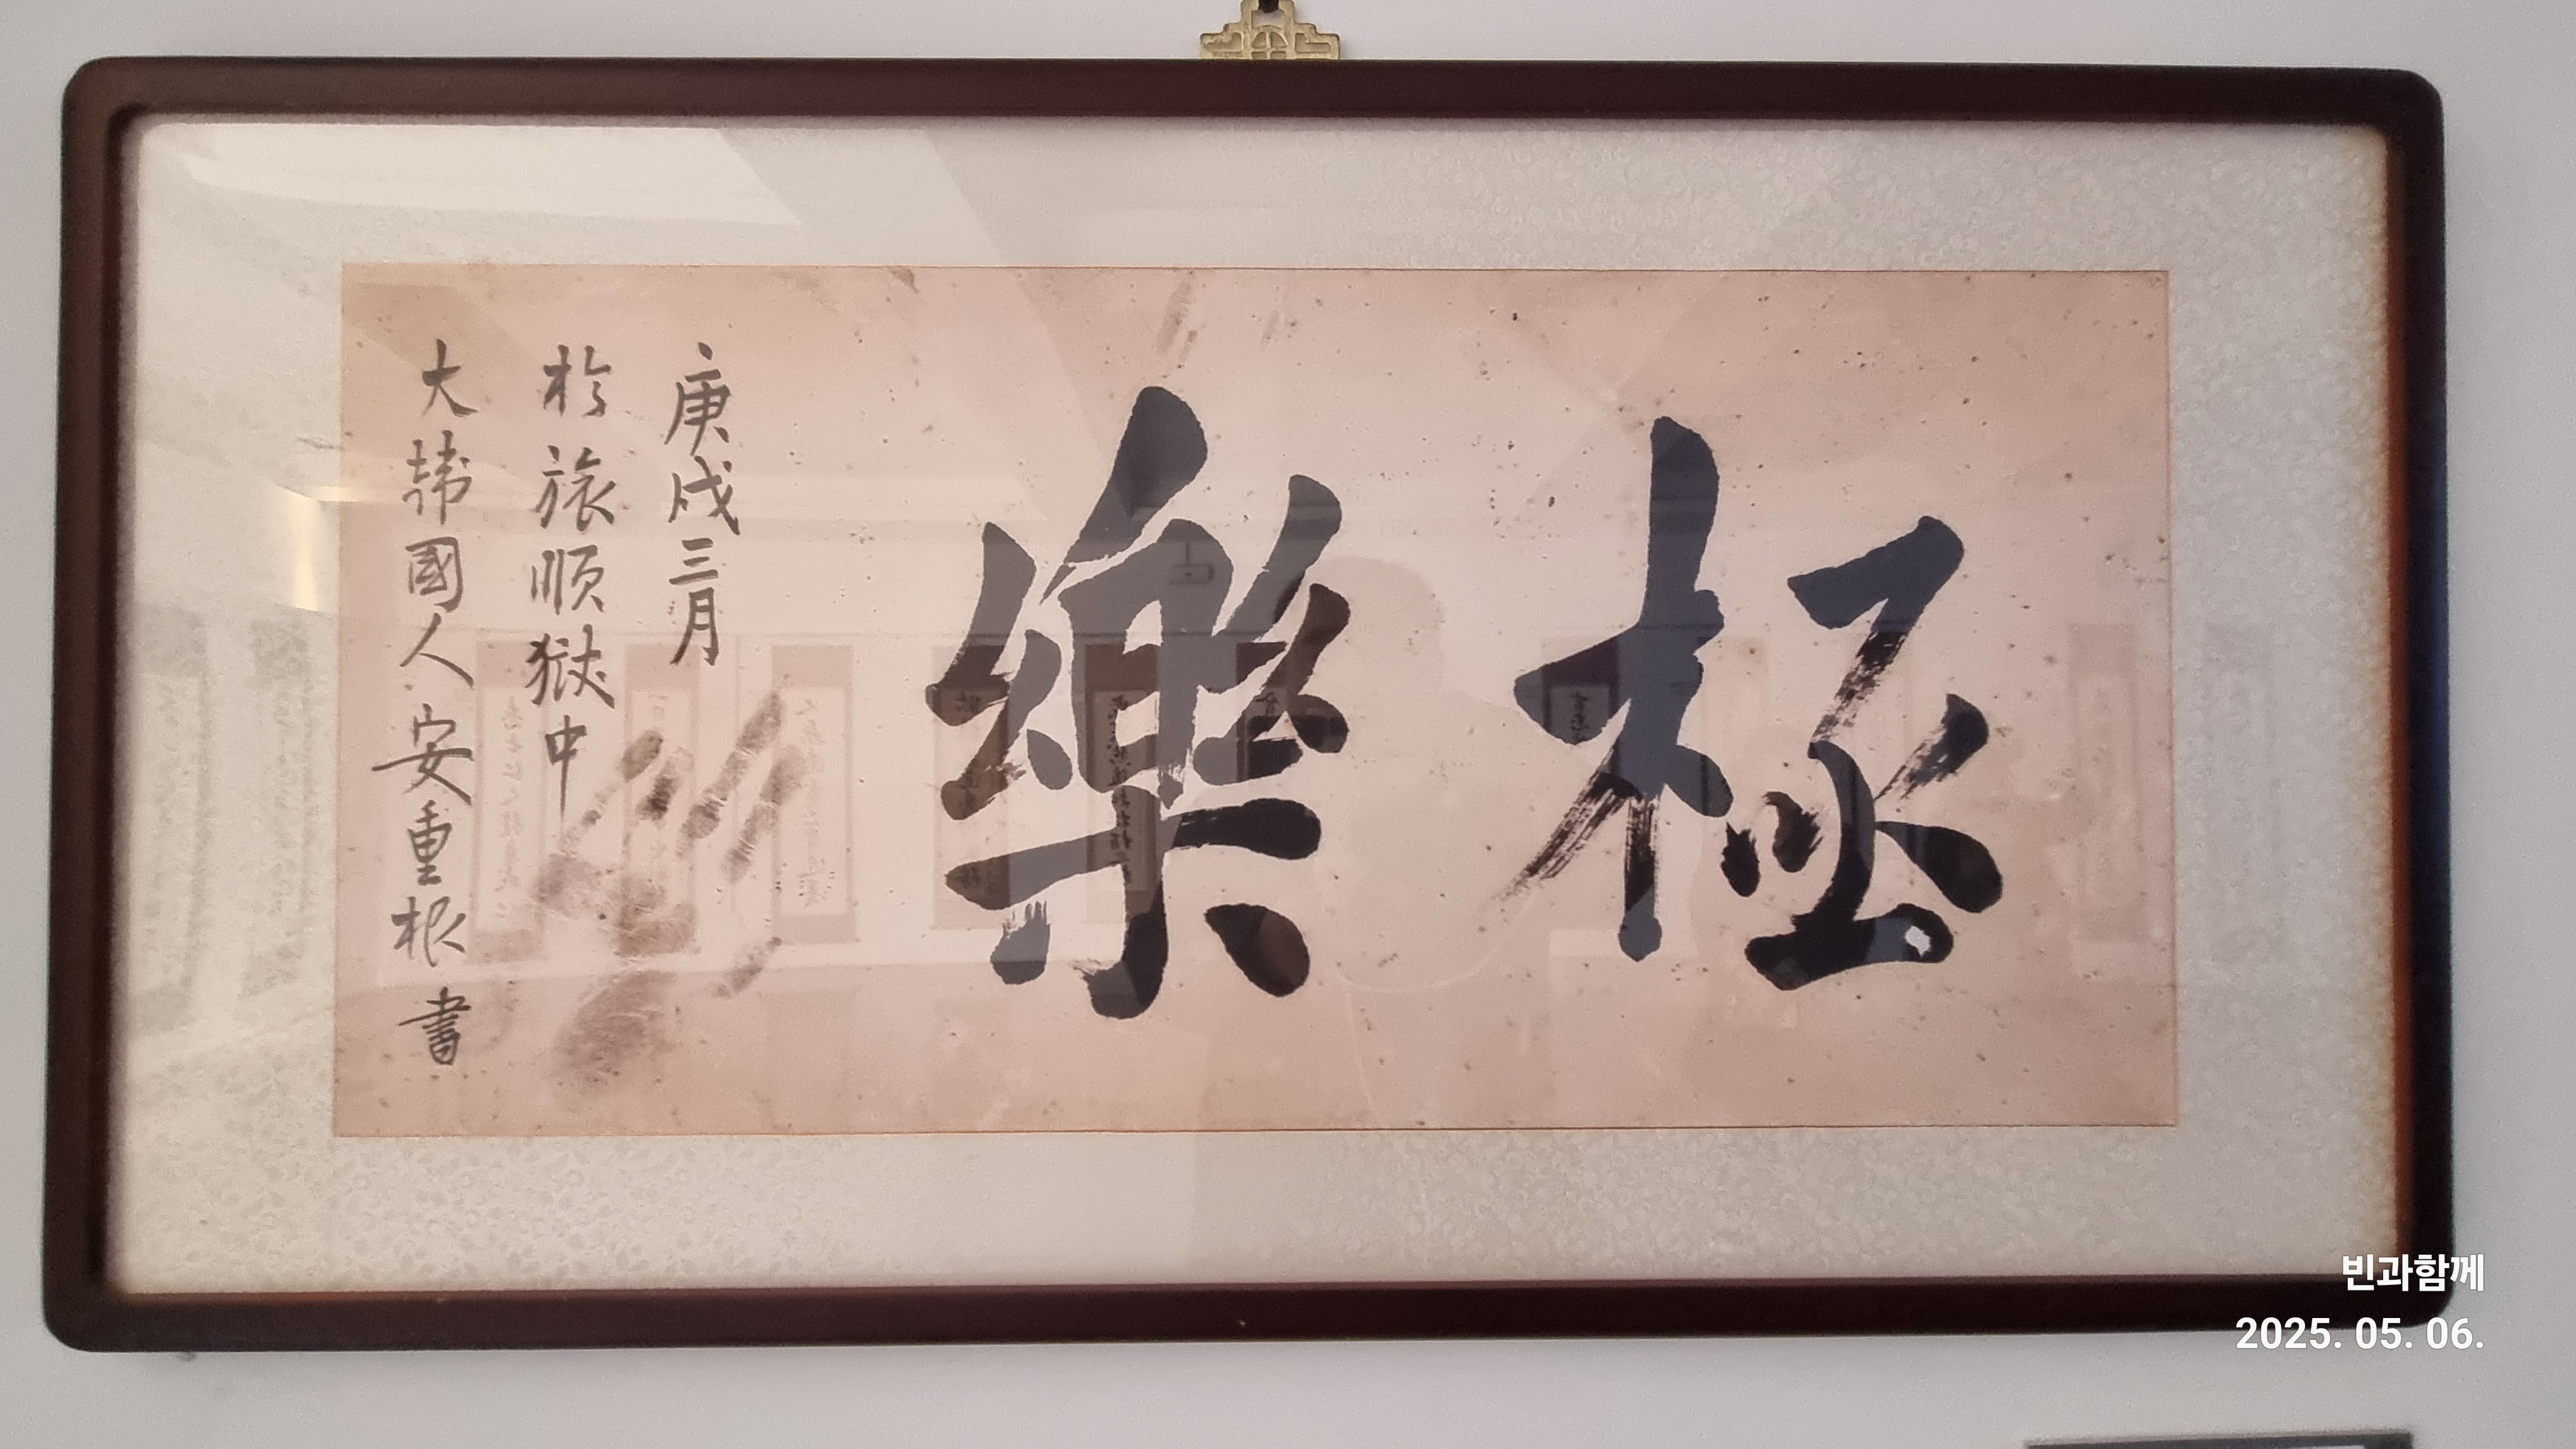 極樂
庚戌三月
於旅順獄中
大韓國人 安重根 書
빈과함께
2025. 05. 06.